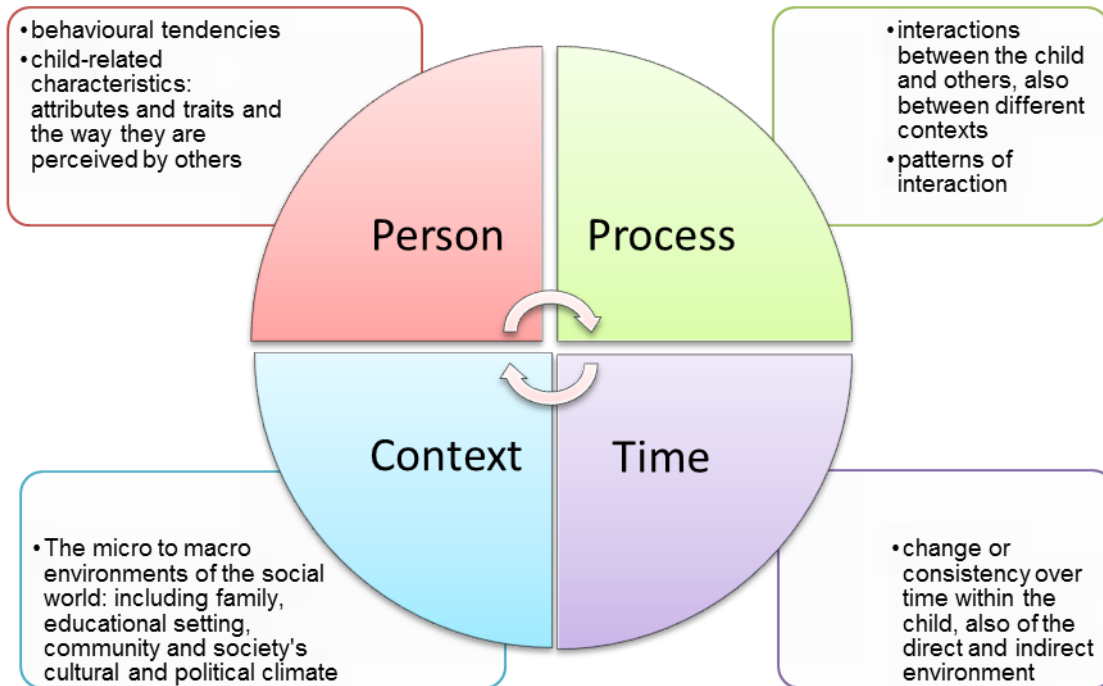 •behavioural tendencies
•child-related
characteristics:
attributes and traits and
the way they are
perceived by others
•interactions
between the child
and others, also
between different
contexts
•patterns of
interaction
Person
Process
Context
Time
•The micro to macro
environments of the social
world: including family,
educational setting,
community and society's
cultural and political climate
•change or
consistency over
time within the
child, also of the
direct and indirect
environment